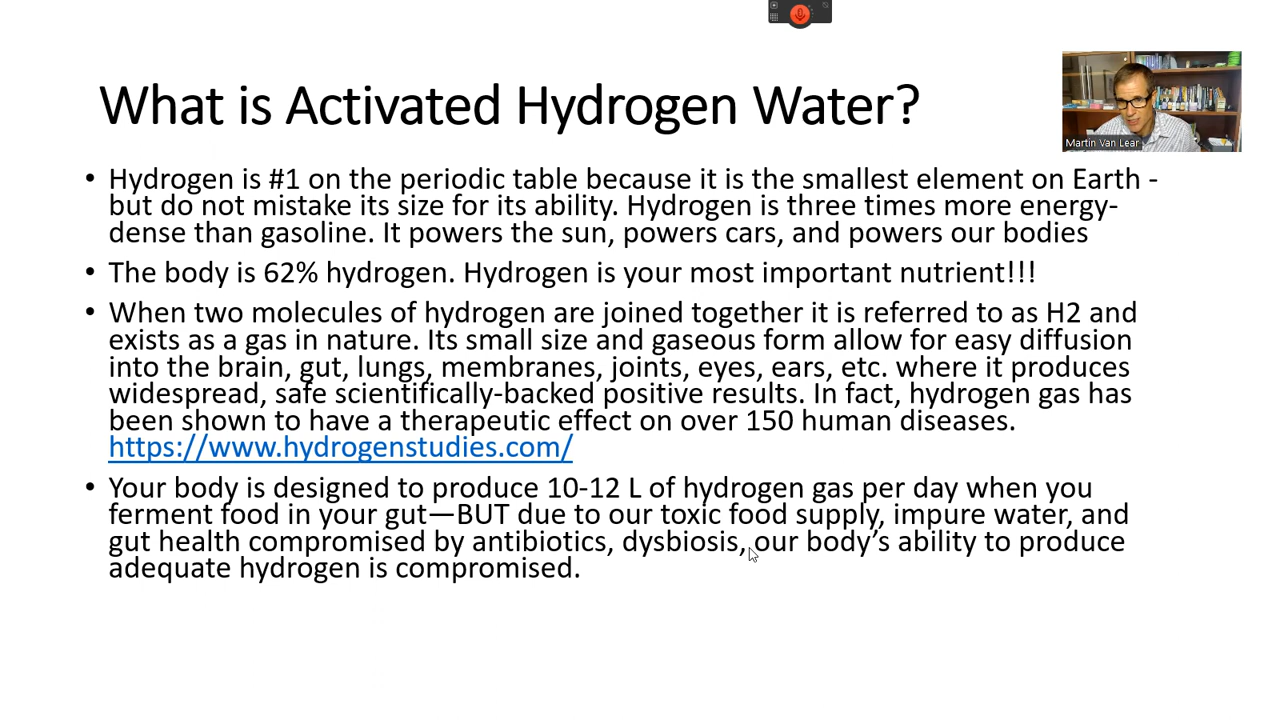 What is Activated Hydrogen Water?
Martin Van Lear
• Hydrogen is #1 on the periodic table because it is the smallest element on Earth -
but do not mistake its size for its ability. Hydrogen is three times more energy-
dense than gasoline. It powers the sun, powers cars, and powers our bodies
• The body is 62% hydrogen. Hydrogen is your most important nutrient!!!
• When two molecules of hydrogen are joined together it is referred to as H2 and
exists as a gas in nature. Its small size and gaseous form allow for easy diffusion
into the brain, gut, lungs, membranes, joints, eyes, ears, etc. where it produces
widespread, safe scientifically-backed positive results. In fact, hydrogen gas has
been shown to have a therapeutic effect on over 150 human diseases.
https://www.hydrogenstudies.com/
• Your body is designed to produce 10-12 L of hydrogen gas per day when you
ferment food in your gut—BUT due to our toxic food supply, impure water, and
gut health compromised by antibiotics, dysbiosis, our body’s ability to produce
adequate hydrogen is compromised.